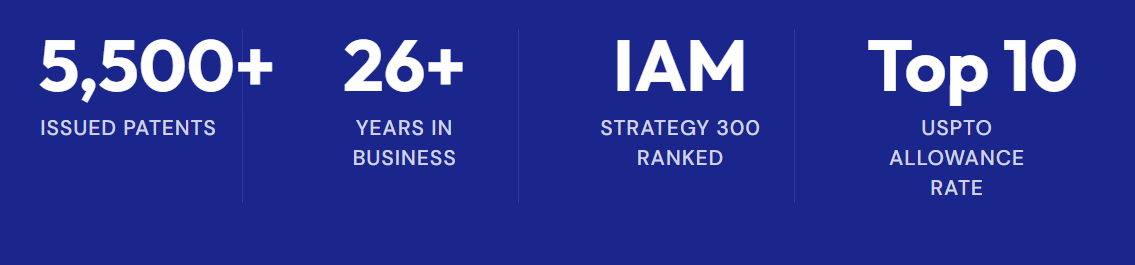 5,500+
ISSUED PATENTS
26+
YEARS IN
BUSINESS
IAM
STRATEGY 300
RANKED
Top 10
USPTO
ALLOWANCE
RATE